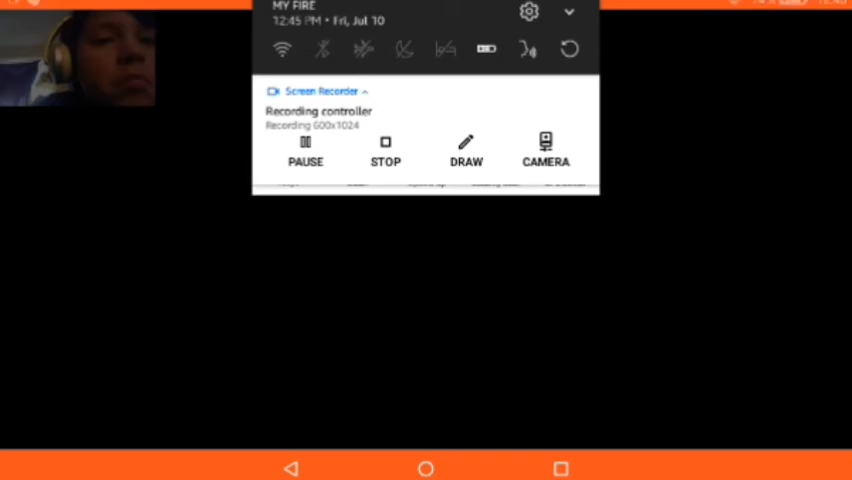 MY FIRE
12:45 PM • Fri, Jul 10
Screen Recorder
Recording controller
Recording 600x1024
PAUSE
STOP
DRAW
CAMERA